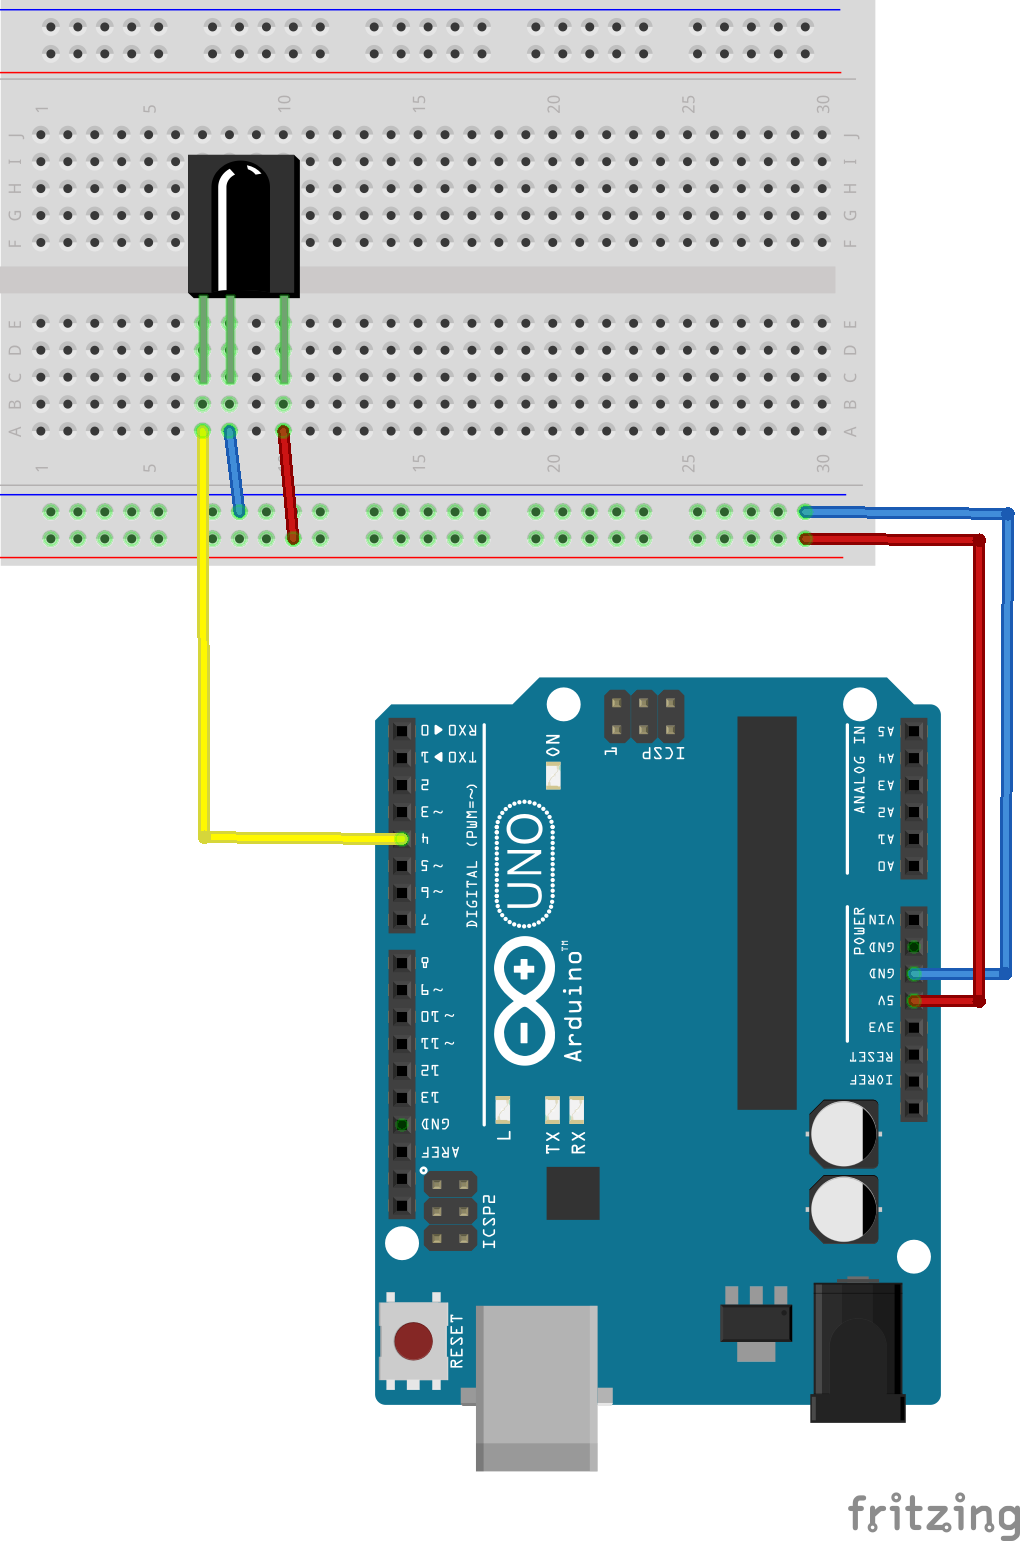 1 5 10 15 20 25 30
J J
I I
H H
G G
F F
E E
D D
C C
B B
A A
1 5 15 20 25 30
RX0◀0
TX0▶1
2
~3
4
~5
~6
7
8
~9
~10
~11
12
13
GND
AREF
DIGITAL (PWM=~)
ON
1
ICSP
UNO
Arduino™
L
TX
RX
ICSP2
RESET
ANALOG IN
A5
A4
A3
A2
A1
A0
POWER
VIN
GND
GND
5V
3V3
RESET
IOREF
fritzing